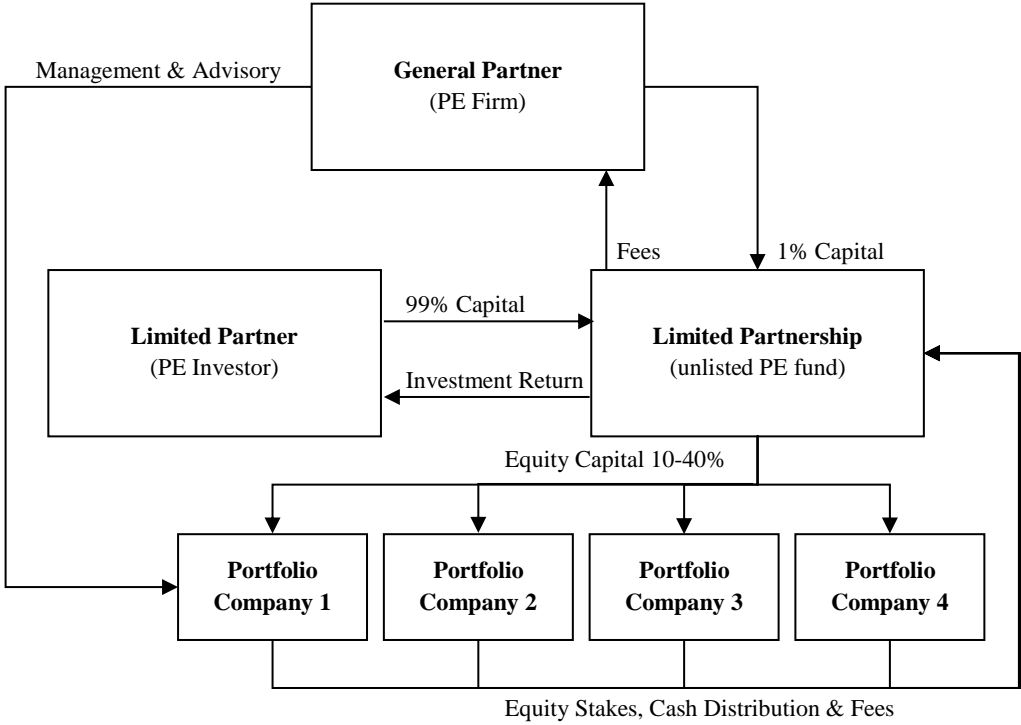 Management & Advisory
General Partner
(PE Firm)
Fees
1% Capital
99% Capital
Limited Partner
(PE Investor)
Limited Partnership
(unlisted PE fund)
Investment Return
Equity Capital 10-40%
Portfolio
Company 1
Portfolio
Company 2
Portfolio
Company 3
Portfolio
Company 4
Equity Stakes, Cash Distribution & Fees